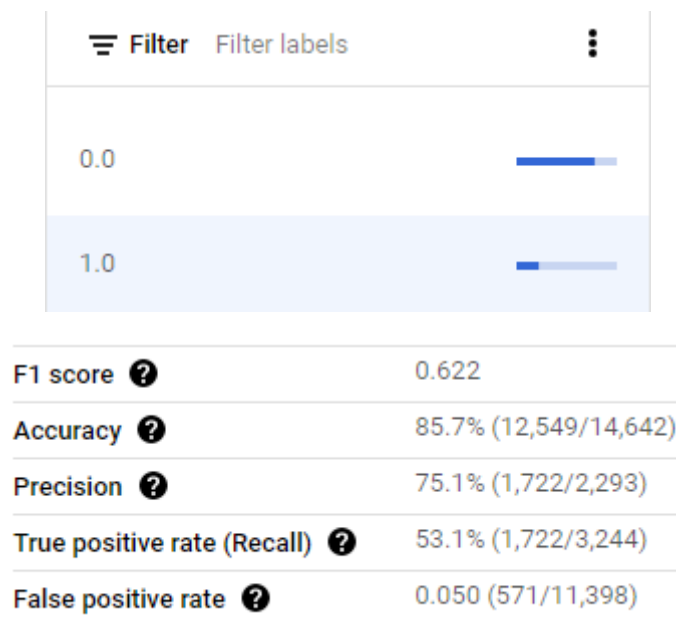 Filter Filter labels
0.0
1.0
F1 score ? 0.622
Accuracy ? 85.7% (12,549/14,642)
Precision ? 75.1% (1,722/2,293)
True positive rate (Recall) ? 53.1% (1,722/3,244)
False positive rate ? 0.050 (571/11,398)